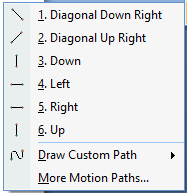 1. Diagonal Down Right
2. Diagonal Up Right
3. Down
4. Left
5. Right
6. Up
Draw Custom Path
More Motion Paths...